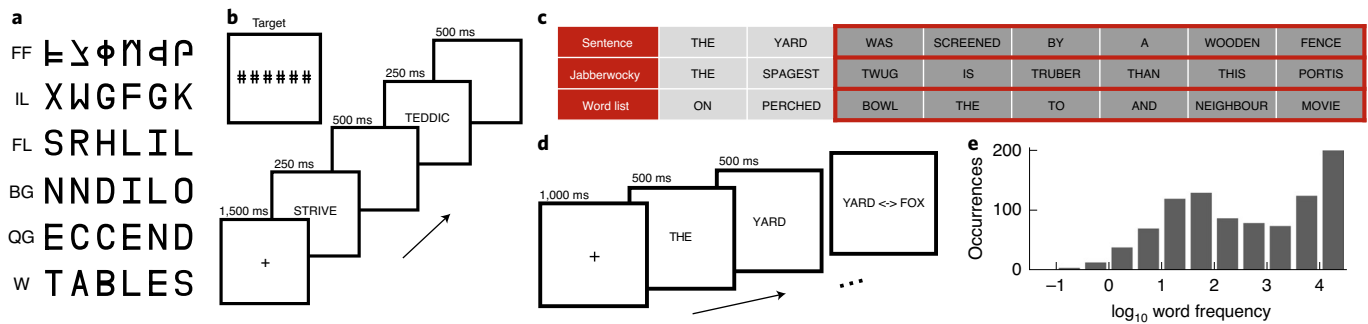 a
FF
IL XWGFGK
FL SRHLIL
BG NNDILO
QG ECCEND
W TABLES
b
Target
######
1,500 ms
+
250 ms
STRIVE
500 ms
250 ms
TEDDIC
500 ms
c
Sentence THE YARD WAS SCREENED BY A WOODEN FENCE
Jabberwocky THE SPAGEST TWUG IS TRUBER THAN THIS PORTIS
Word list ON PERCHED BOWL THE TO AND NEIGHBOUR MOVIE
d
1,000 ms
+
500 ms
THE
500 ms
YARD
...
YARD <-> FOX
e
Occurrences
200
100
0
−1 0 1 2 3 4
log10 word frequency